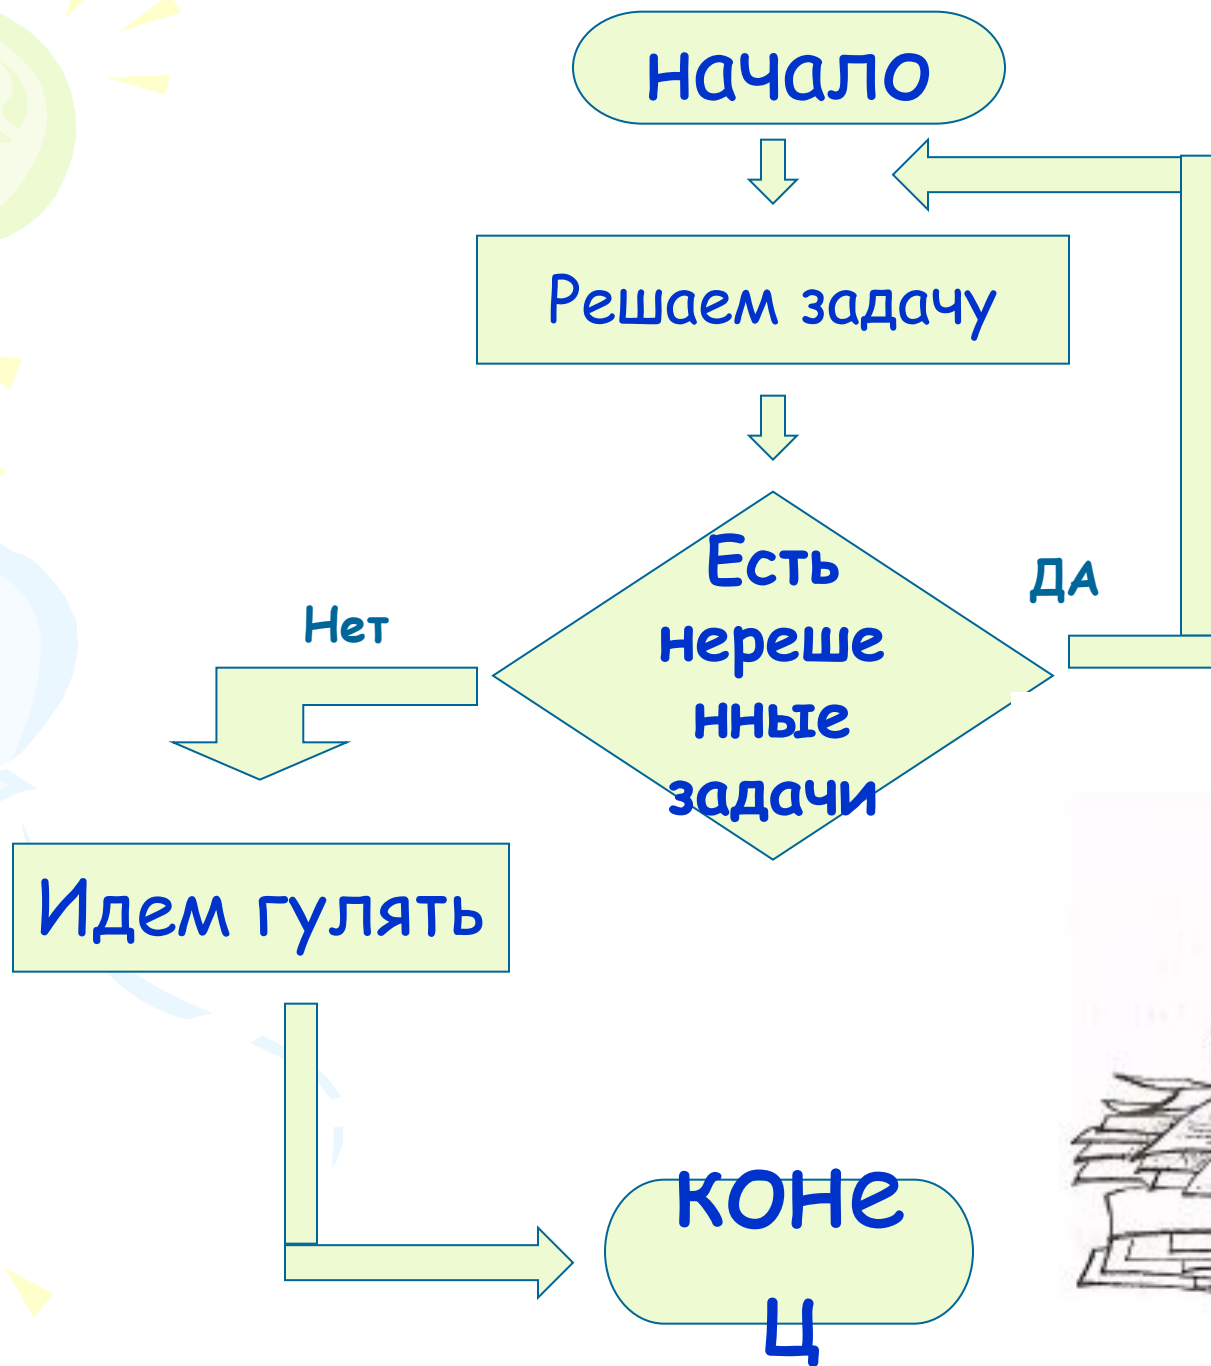 начало
Решаем задачу
Есть
нереше
нные
задачи
ДА
Нет
Идем гулять
коне
ц